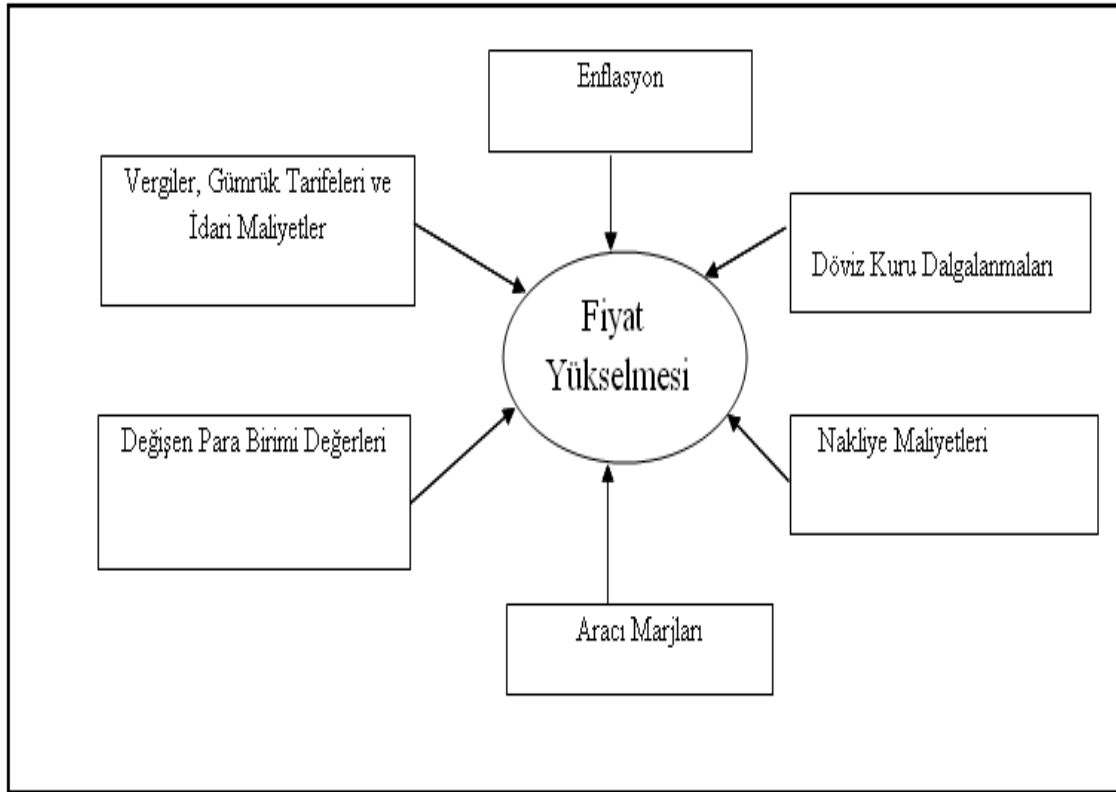 Enflasyon
Vergiler, Gümrük Tarifeleri ve
İdari Maliyetler
Döviz Kuru Dalgalanmaları
Fiyat
Yükselmesi
Değişen Para Birimi Değerleri
Nakliye Maliyetleri
Aracı Marjları